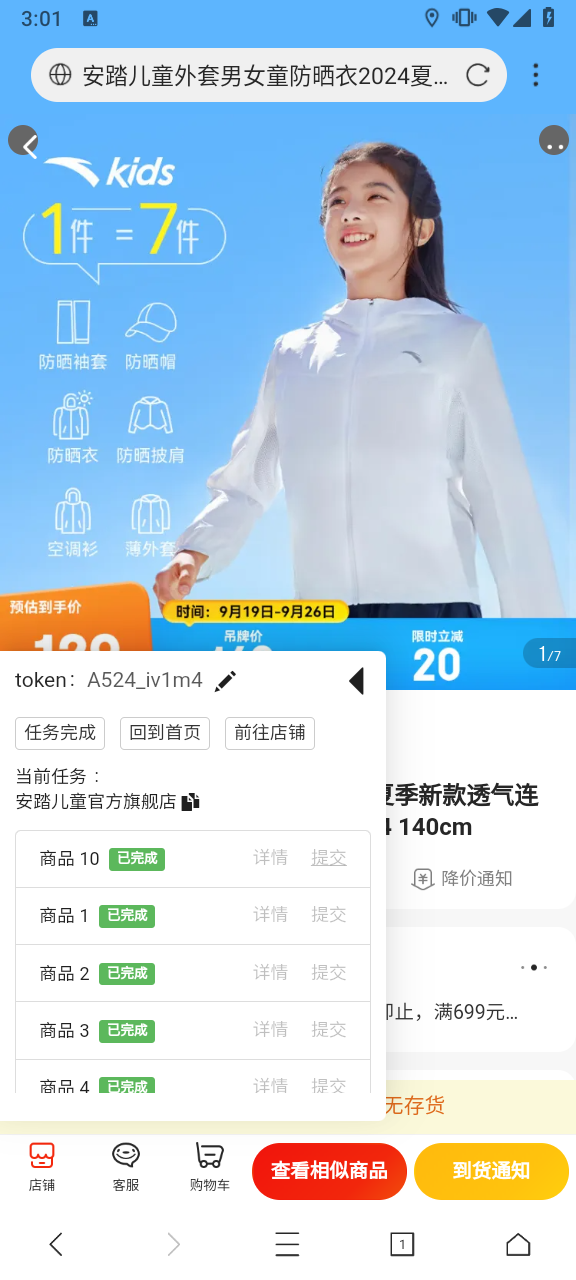 3:01
安踏儿童外套男女童防晒衣2024夏...
kids
1件 = 7件
防晒袖套 防晒帽
防晒衣 防晒披肩
空调衫 薄外套
预估到手价
时间：9月19日-9月26日
吊牌价
限时立减
20
1/7
token： A524_iv1m4
任务完成 回到首页 前往店铺
当前任务：
安踏儿童官方旗舰店
夏季新款透气连
4 140cm
降价通知
商品 10 已完成 详情 提交
商品 1 已完成 详情 提交
商品 2 已完成 详情 提交
即止，满699元...
商品 3 已完成 详情 提交
商品 4 已完成 详情 提交
无存货
店铺
客服
购物车
查看相似商品
到货通知
1